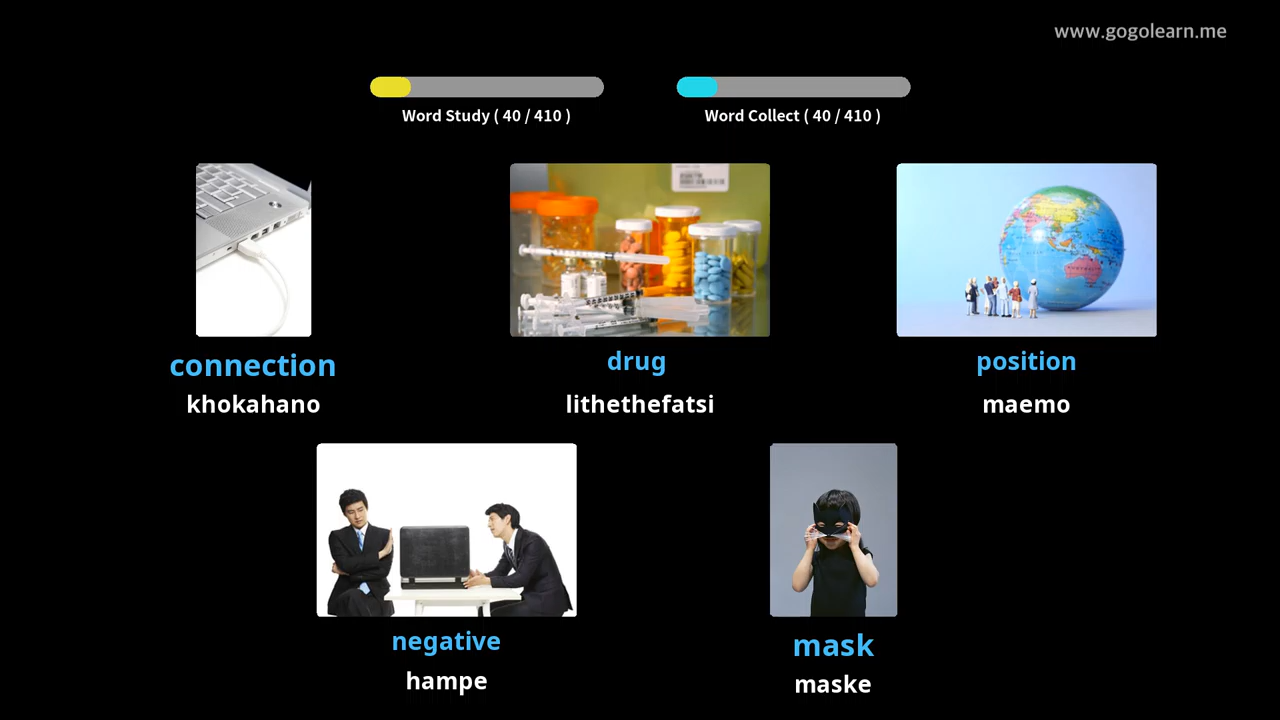 www.gogolearn.me
Word Study ( 40 / 410 )
Word Collect ( 40 / 410 )
connection
khokahano
drug
lithethefatsi
position
maemo
negative
hampe
mask
maske